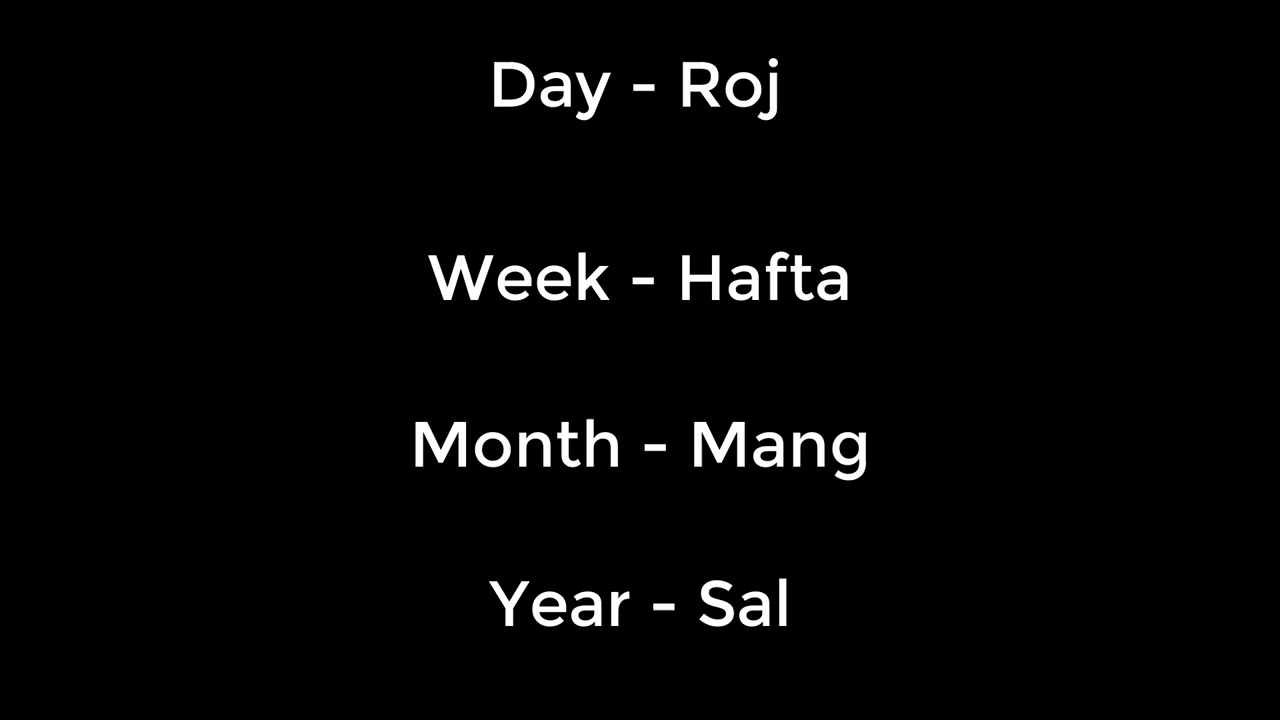 Day - Roj
Week - Hafta
Month - Mang
Year - Sal